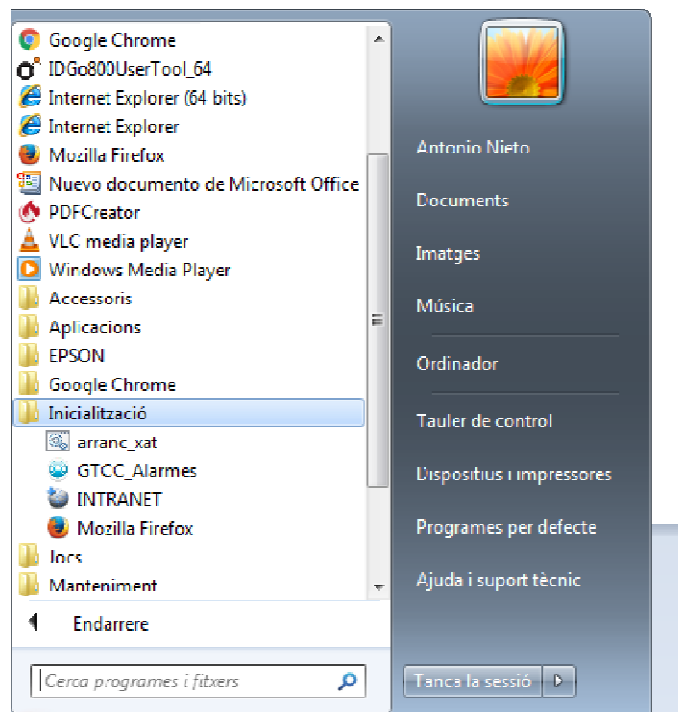 Google Chrome
IDGo800UserTool_64
Internet Explorer (64 bits)
Internet Explorer
Mozilla Firefox
Nuevo documento de Microsoft Office
PDFCreator
VLC media player
Windows Media Player
Accessoris
Aplicacions
EPSON
Google Chrome
Inicialització
arranc_xat
GTCC_Alarmes
INTRANET
Mozilla Firefox
Jocs
Manteniment
Endarrere
Cerca programes i fitxers
Antonio Nieto
Documents
Imatges
Música
Ordinador
Tauler de control
Dispositius i impressores
Programes per defecte
Ajuda i suport tècnic
Tanca la sessió